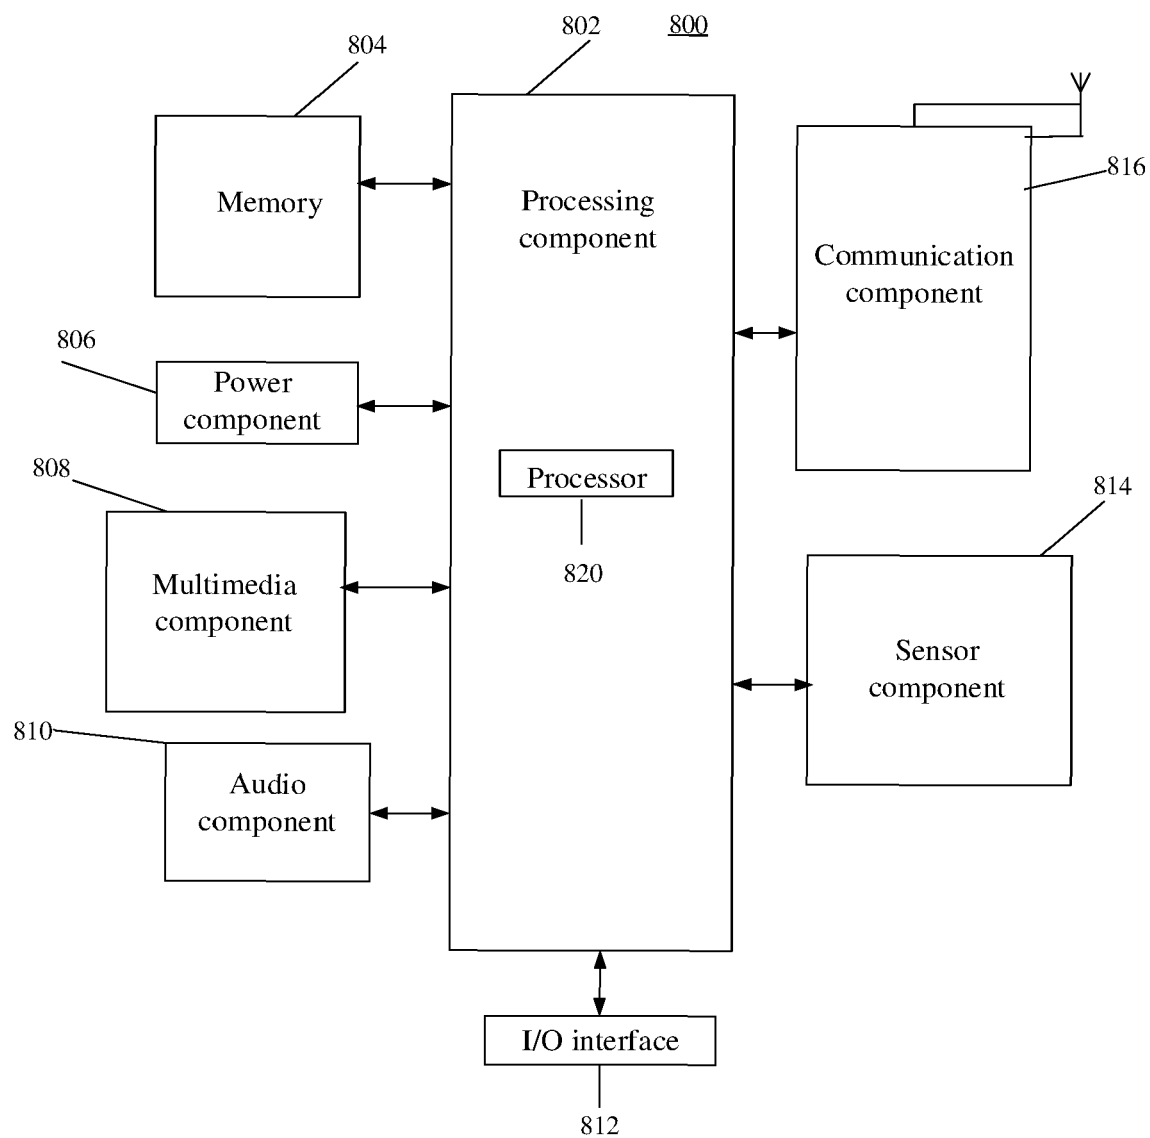 800
802
804
Memory
Processing
component
816
Communication
component
806
Power
component
808
Processor
820
814
Multimedia
component
Sensor
component
810
Audio
component
I/O interface
812